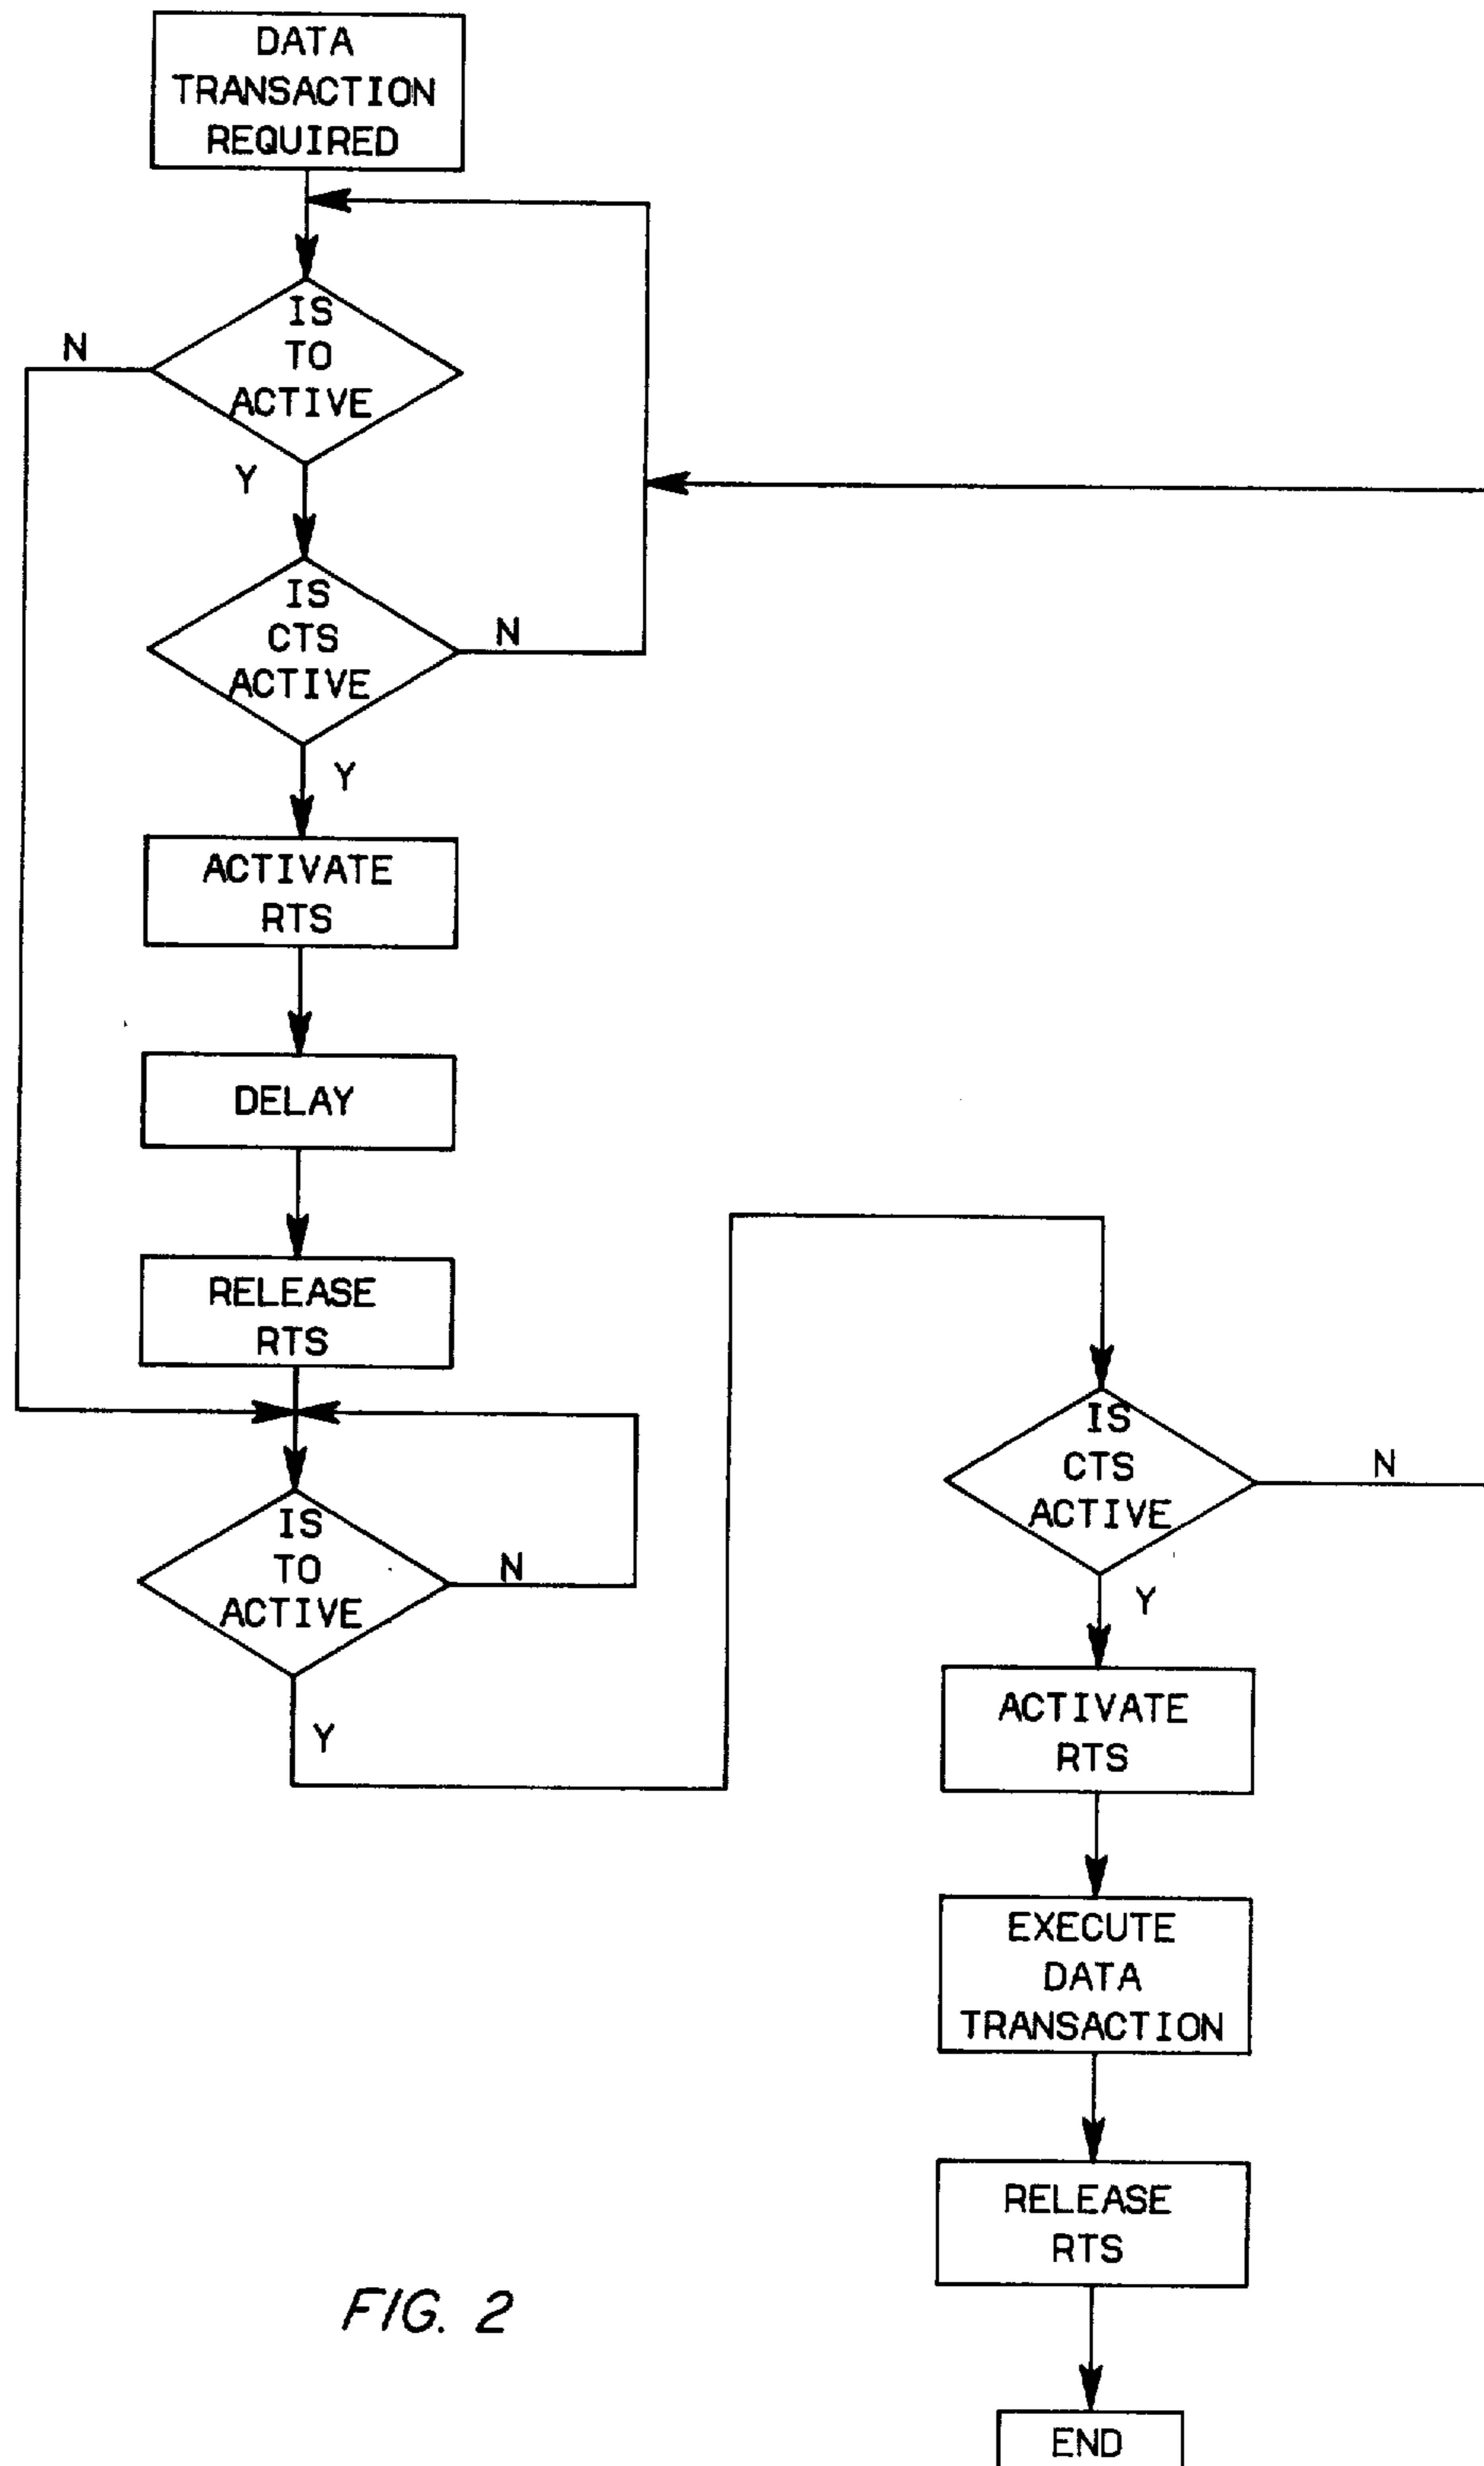 DATA
TRANSACTION
REQUIRED
IS
TO
ACTIVE
N
Y
IS
CTS
ACTIVE
N
Y
ACTIVATE
RTS
DELAY
RELEASE
RTS
IS
TO
ACTIVE
N
Y
IS
CTS
ACTIVE
N
Y
ACTIVATE
RTS
EXECUTE
DATA
TRANSACTION
RELEASE
RTS
END
FIG. 2